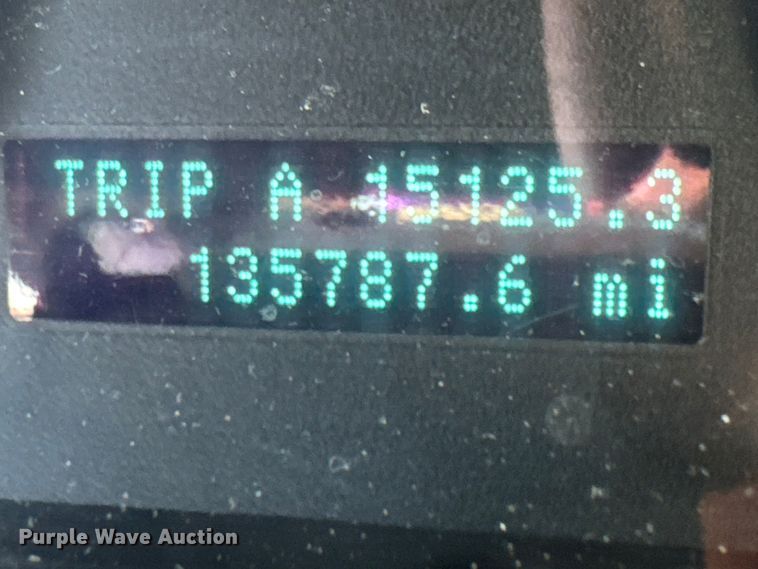 TRIP A 15125.3
135787.6 mi
Purple Wave Auction